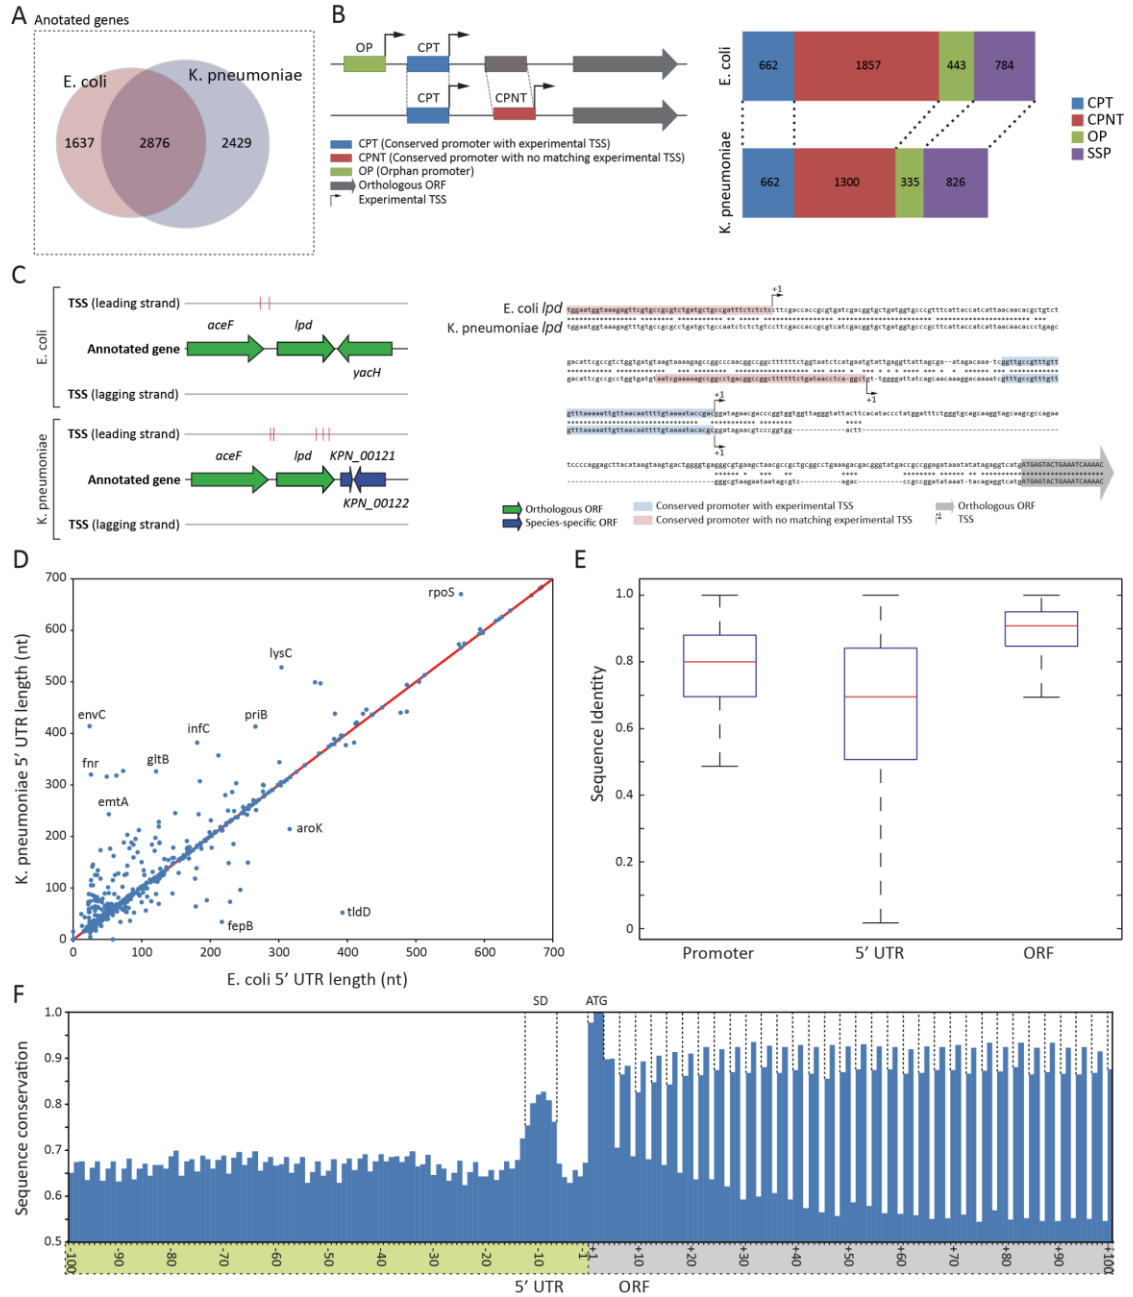 A
Anotated genes
E. coli
K. pneumoniae
1637
2876
2429
B
OP
CPT
CPT
CPNT
CPT (Conserved promoter with experimental TSS)
CPNT (Conserved promoter with no matching experimental TSS)
OP (Orphan promoter)
Orthologous ORF
Experimental TSS
E. coli
662
1857
443
784
K. pneumoniae
662
1300
335
826
CPT
CPNT
OP
SSP
C
E. coli
TSS (leading strand)
aceF
lpd
Annotated gene
yacH
TSS (lagging strand)
K. pneumoniae
TSS (leading strand)
aceF
lpd
KPN_00121
Annotated gene
KPN_00122
TSS (lagging strand)
Orthologous ORF
Species-specific ORF
+1
E. coli lpd
K. pneumoniae lpd
+1
+1
+1
ATGAGTACTGAAATCAAAAC
ATGAGTACTGAAATCAAAAC
Conserved promoter with experimental TSS
Conserved promoter with no matching experimental TSS
Orthologous ORF
+1
TSS
D
K. pneumoniae 5' UTR length (nt)
700
600
500
400
300
200
100
0
rpoS
lysC
envC
infC
priB
fnr
gltB
emtA
aroK
tldD
fepB
0
100
200
300
400
500
600
700
E. coli 5' UTR length (nt)
E
Sequence Identity
1.0
0.8
0.6
0.4
0.2
0
Promoter
5' UTR
ORF
F
SD
ATG
Sequence conservation
1.0
0.9
0.8
0.7
0.6
0.5
-100
-90
-80
-70
-60
-50
-40
-30
-20
-10
-1
+1
+10
+20
+30
+40
+50
+60
+70
+80
+90
+100
5' UTR
ORF